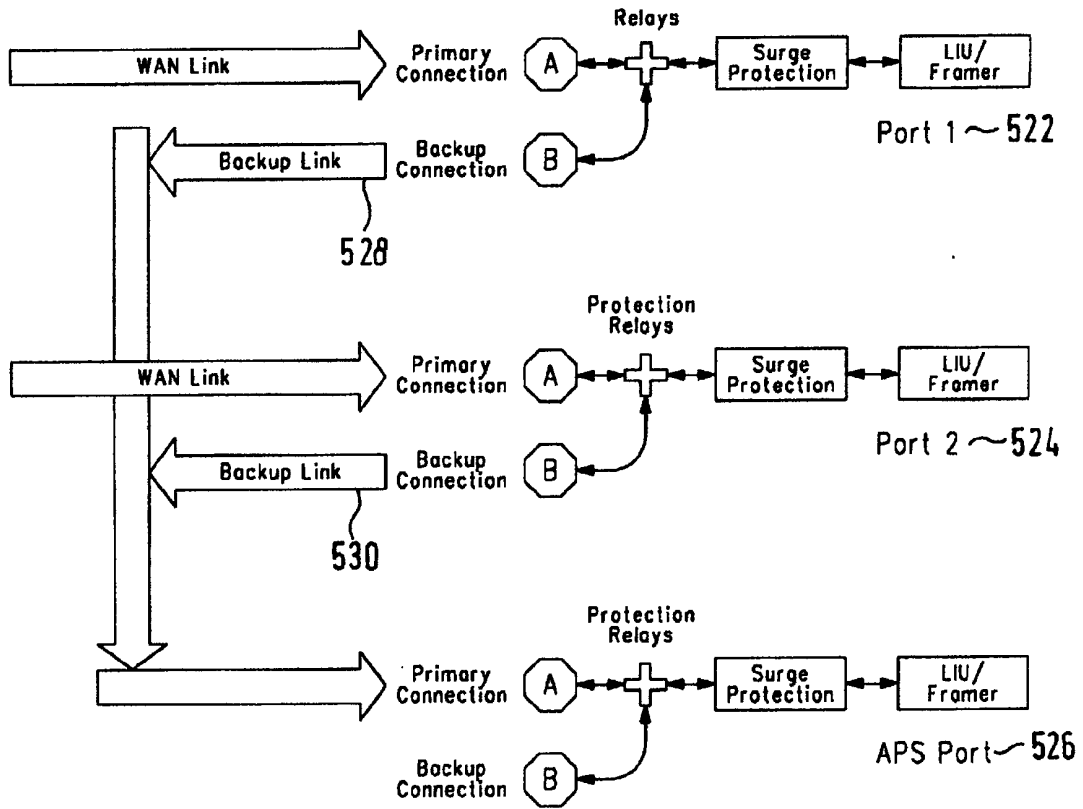 Relays
WAN Link
Primary
Connection
A
Surge
Protection
LIU/
Framer
Port 1 ~ 522
Backup Link
Backup
Connection
B
528
Protection
Relays
WAN Link
Primary
Connection
A
Surge
Protection
LIU/
Framer
Port 2 ~ 524
Backup Link
Backup
Connection
B
530
Protection
Relays
Primary
Connection
A
Surge
Protection
LIU/
Framer
APS Port ~ 526
Backup
Connection
B